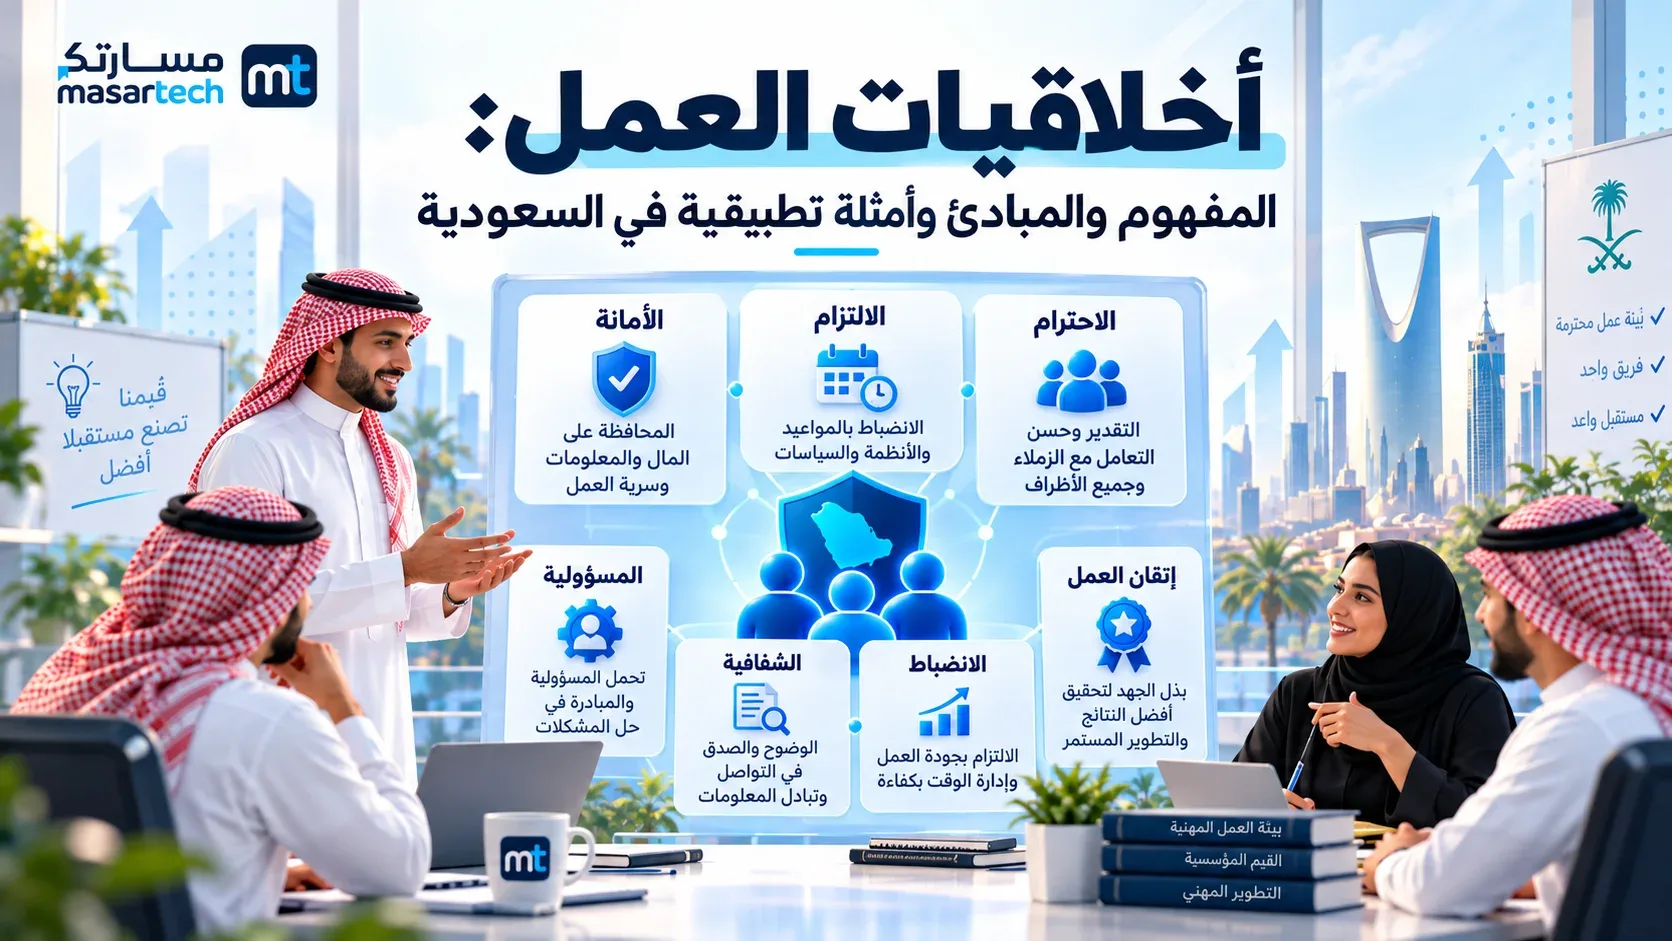 مسارتك
masartech
mt
أخلاقيات العمل:
المفهوم والمبادئ وأمثلة تطبيقية في السعودية
الاحترام
التقدير وحسن
التعامل مع الزملاء
وجميع الأطراف
الالتزام
الانضباط بالمواعيد
والأنظمة والسياسات
الأمانة
المحافظة على
المال والمعلومات
وسرية العمل
إتقان العمل
بذل الجهد لتحقيق
أفضل النتائج
والتطوير المستمر
الانضباط
الالتزام بجودة العمل
وإدارة الوقت بكفاءة
الشفافية
الوضوح والصدق
في التواصل
وتبادل المعلومات
المسؤولية
تحمل المسؤولية
والمبادرة في
حل المشكلات
بيئة عمل محترمة
فريق واحد
مستقبل واعد
قيمنا
تصنع مستقبلا
أفضل
mt
بيئة العمل المهنية
القيم المؤسسية
التطوير المهني